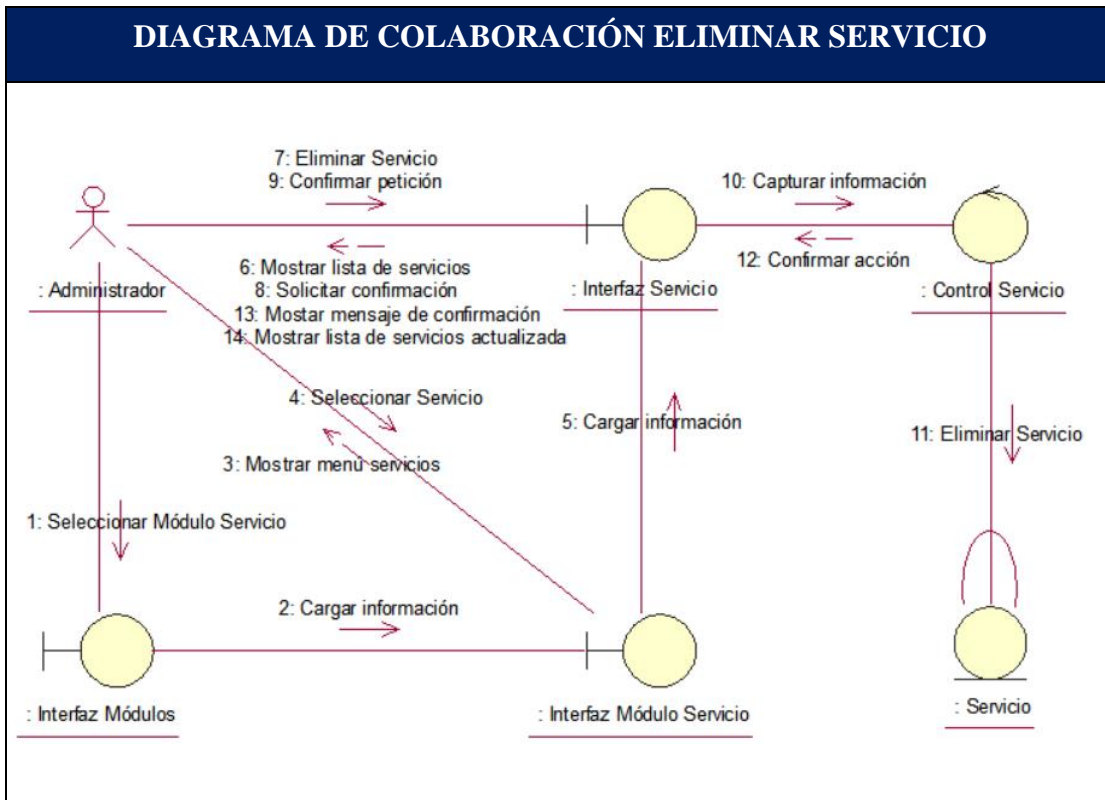 DIAGRAMA DE COLABORACIÓN ELIMINAR SERVICIO
7: Eliminar Servicio
9: Confirmar petición
10: Capturar información
6: Mostrar lista de servicios
8: Solicitar confirmación
13: Mostar mensaje de confirmación
14: Mostrar lista de servicios actualizada
12: Confirmar acción
: Administrador
: Interfaz Servicio
: Control Servicio
4: Seleccionar Servicio
5: Cargar información
11: Eliminar Servicio
3: Mostrar menú servicios
1: Seleccionar Módulo Servicio
2: Cargar información
: Interfaz Módulos
: Interfaz Módulo Servicio
: Servicio